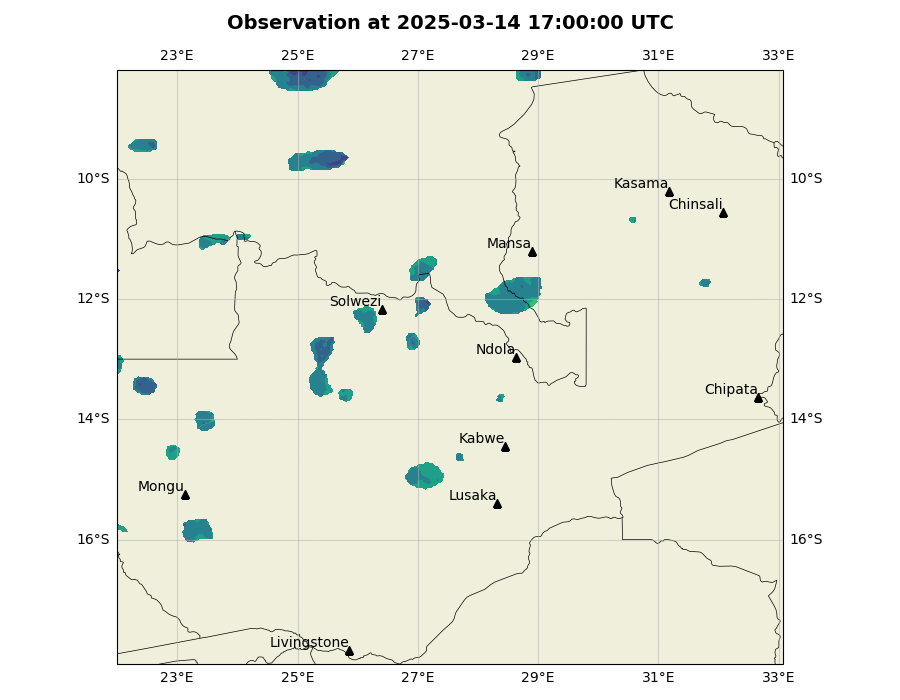 Observation at 2025-03-14 17:00:00 UTC
23°E 25°E 27°E 29°E 31°E 33°E
10°S 10°S
Kasama
Chinsali
Mansa
12°S 12°S
Solwezi
Ndola
Chipata
14°S 14°S
Kabwe
Mongu
Lusaka
16°S 16°S
Livingstone
23°E 25°E 27°E 29°E 31°E 33°E